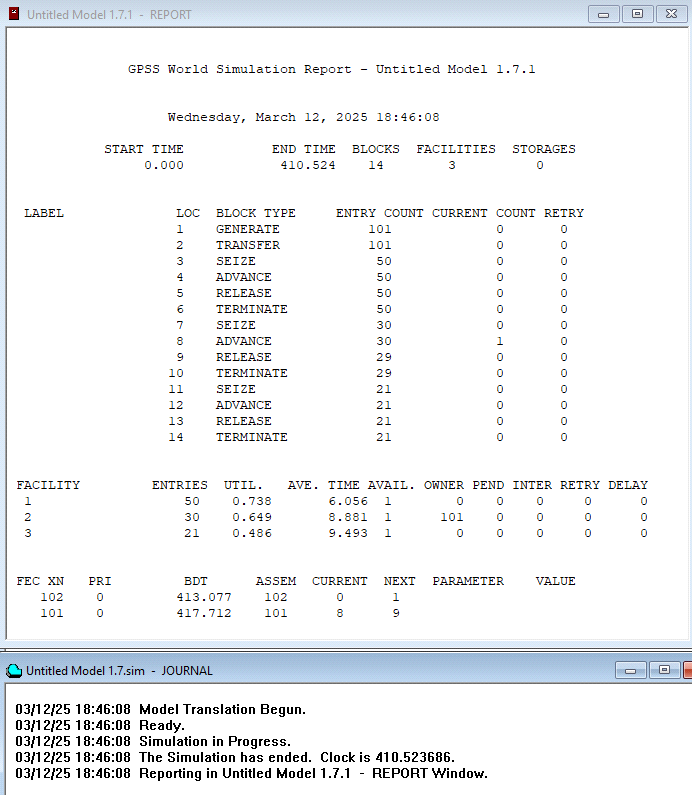 Untitled Model 1.7.1 - REPORT
GPSS World Simulation Report - Untitled Model 1.7.1
Wednesday, March 12, 2025 18:46:08
START TIME END TIME BLOCKS FACILITIES STORAGES
0.000 410.524 14 3 0
LABEL LOC BLOCK TYPE ENTRY COUNT CURRENT COUNT RETRY
1 GENERATE 101 0 0
2 TRANSFER 101 0 0
3 SEIZE 50 0 0
4 ADVANCE 50 0 0
5 RELEASE 50 0 0
6 TERMINATE 50 0 0
7 SEIZE 30 0 0
8 ADVANCE 30 1 0
9 RELEASE 29 0 0
10 TERMINATE 29 0 0
11 SEIZE 21 0 0
12 ADVANCE 21 0 0
13 RELEASE 21 0 0
14 TERMINATE 21 0 0
FACILITY ENTRIES UTIL. AVE. TIME AVAIL. OWNER PEND INTER RETRY DELAY
1 50 0.738 6.056 1 0 0 0 0 0
2 30 0.649 8.881 1 101 0 0 0 0
3 21 0.486 9.493 1 0 0 0 0 0
FEC XN PRI BDT ASSEM CURRENT NEXT PARAMETER VALUE
102 0 413.077 102 0 1
101 0 417.712 101 8 9
Untitled Model 1.7.sim - JOURNAL
03/12/25 18:46:08 Model Translation Begun.
03/12/25 18:46:08 Ready.
03/12/25 18:46:08 Simulation in Progress.
03/12/25 18:46:08 The Simulation has ended. Clock is 410.523686.
03/12/25 18:46:08 Reporting in Untitled Model 1.7.1 - REPORT Window.